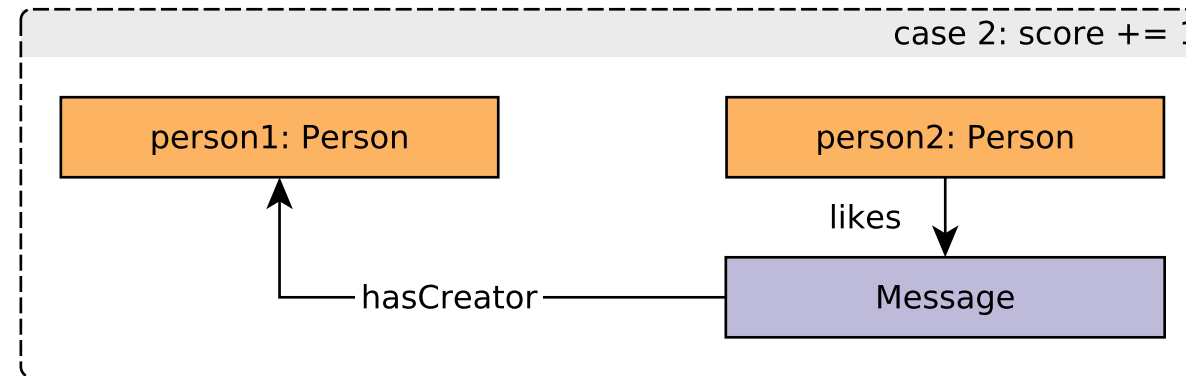 case 2: score +=
person1: Person
person2: Person
likes
hasCreator
Message